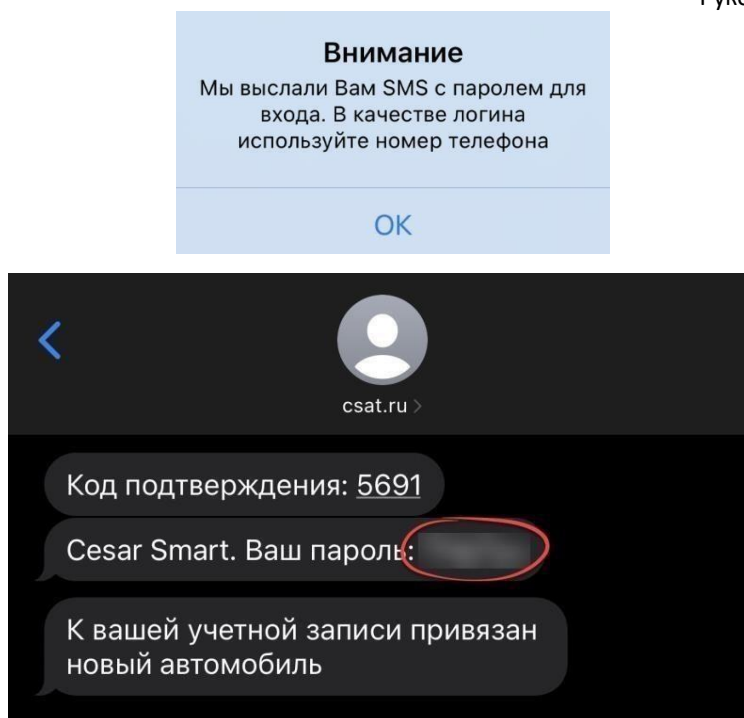 Внимание
Мы выслали Вам SMS с паролем для
входа. В качестве логина
используйте номер телефона
OK
csat.ru
Код подтверждения: 5691
Cesar Smart. Ваш пароль:
К вашей учетной записи привязан
новый автомобиль